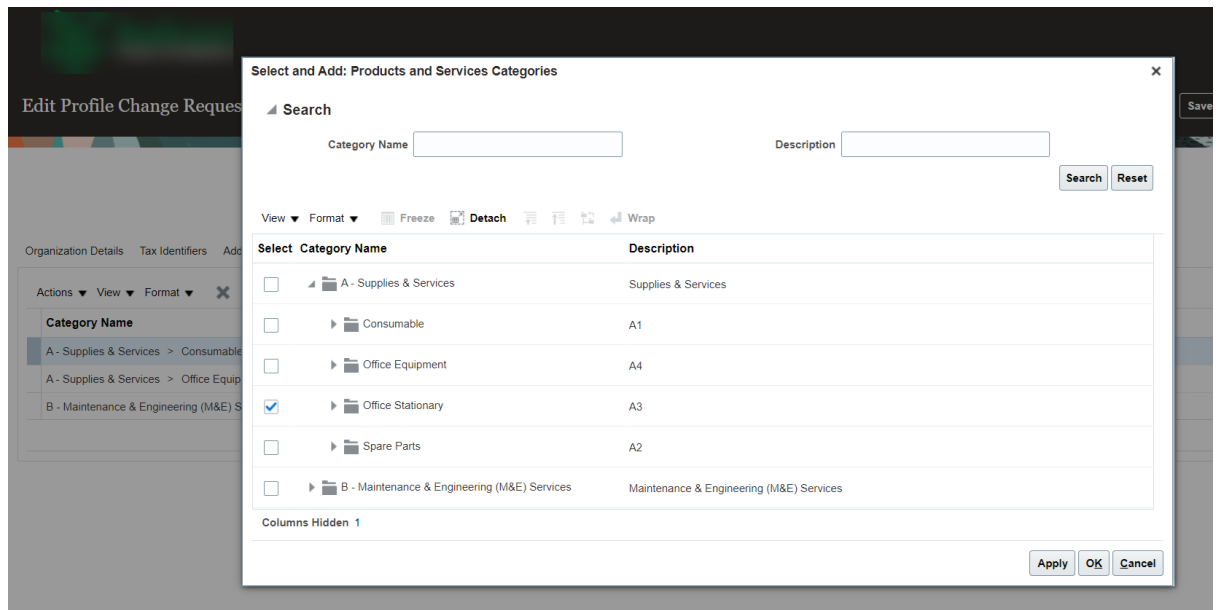 Select and Add: Products and Services Categories
Edit Profile Change Reques
Save
Search
Category Name
Description
Search Reset
View Format Freeze Detach Wrap
Select Category Name Description
A - Supplies & Services Supplies & Services
Consumable A1
Office Equipment A4
Office Stationary A3
Spare Parts A2
B - Maintenance & Engineering (M&E) Services Maintenance & Engineering (M&E) Services
Columns Hidden 1
Apply OK Cancel
Organization Details Tax Identifiers Add
Actions View Format
Category Name
A - Supplies & Services > Consumable
A - Supplies & Services > Office Equip
B - Maintenance & Engineering (M&E) S